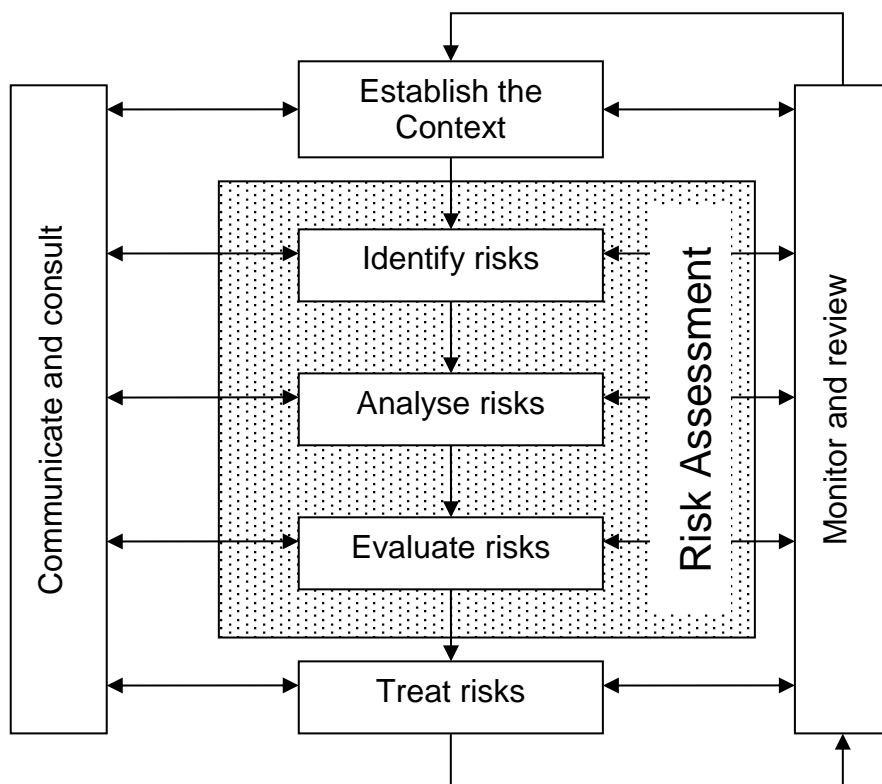 Establish the
Context
Communicate and consult
Identify risks
Analyse risks
Evaluate risks
Risk Assessment
Monitor and review
Treat risks